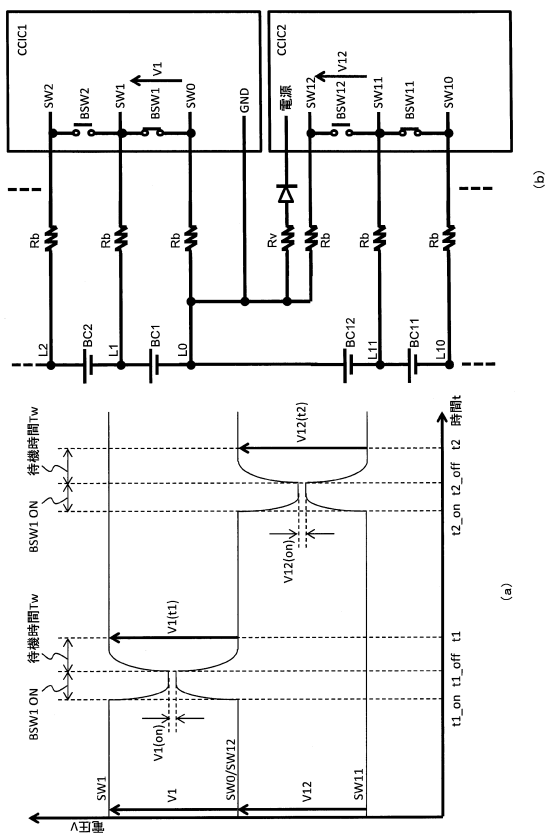 電圧V
SW1
V1
SW0/SW12
V12
SW11
BSW1 ON
待機時間Tw
V1(on)
V1(t1)
t1_on
t1_off
t1
BSW1 ON
待機時間Tw
V12(on)
V12(t2)
t2_on
t2_off
t2
時間t
(a)
L2
BC2
L1
BC1
L0
BC12
L11
BC11
L10
Rb
Rb
Rb
Rv
Rb
Rb
Rb
CCIC1
SW2
BSW2
SW1
BSW1
SW0
V1
GND
CCIC2
電源
SW12
BSW12
SW11
BSW11
SW10
V12
(b)